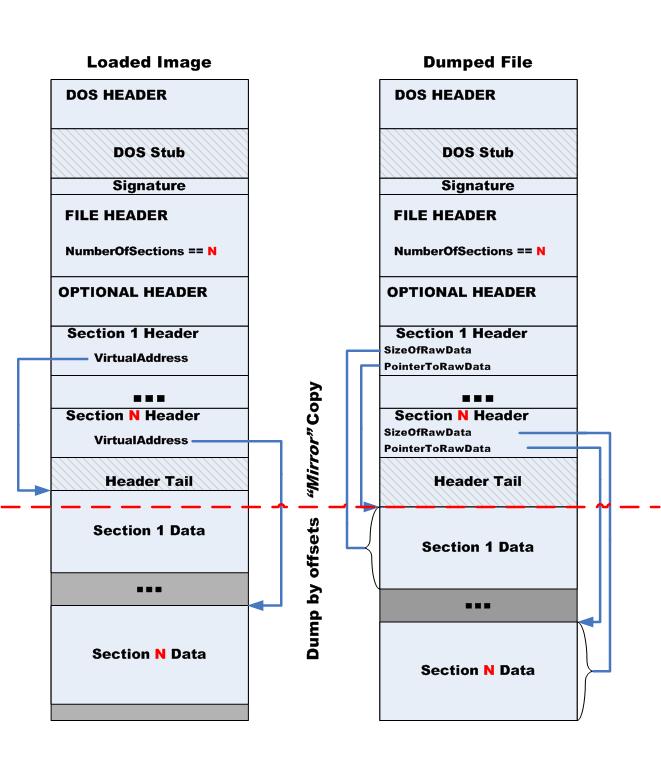 Loaded Image
DOS HEADER
DOS Stub
Signature
FILE HEADER
NumberOfSections == N
OPTIONAL HEADER
Section 1 Header
VirtualAddress
...
Section N Header
VirtualAddress
Header Tail
Section 1 Data
...
Section N Data
Dump by offsets "Mirror" Copy
Dumped File
DOS HEADER
DOS Stub
Signature
FILE HEADER
NumberOfSections == N
OPTIONAL HEADER
Section 1 Header
SizeOfRawData
PointerToRawData
...
Section N Header
SizeOfRawData
PointerToRawData
Header Tail
Section 1 Data
...
Section N Data